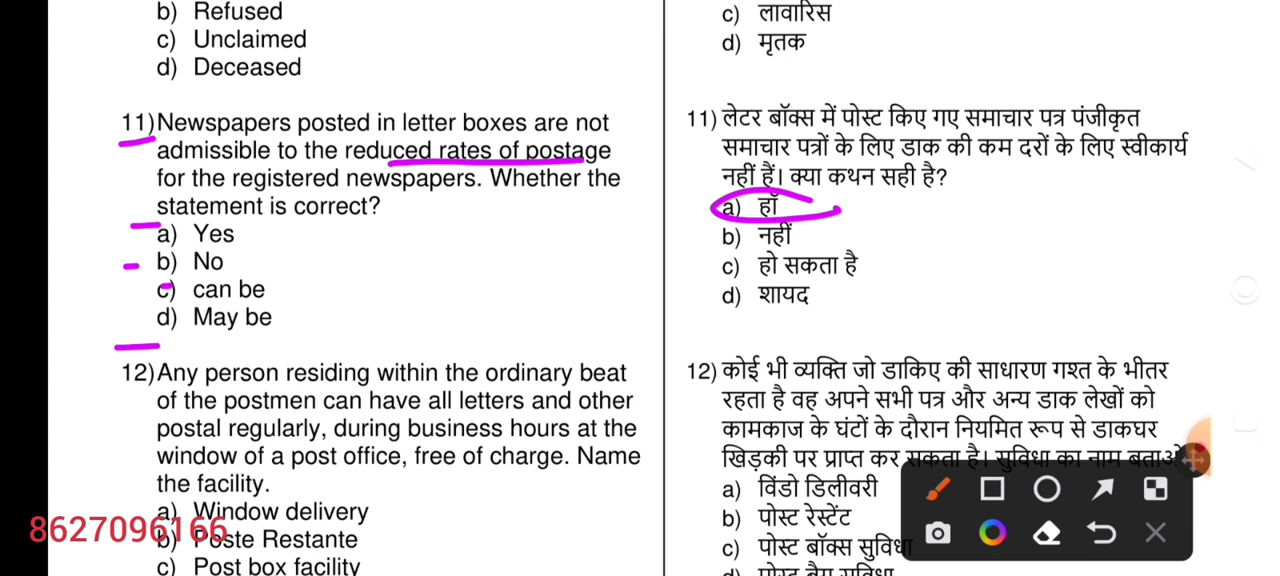 b) Refused
c) Unclaimed
d) Deceased
11)Newspapers posted in letter boxes are not
admissible to the reduced rates of postage
for the registered newspapers. Whether the
statement is correct?
a) Yes
b) No
c) can be
d) May be
12)Any person residing within the ordinary beat
of the postmen can have all letters and other
postal regularly, during business hours at the
window of a post office, free of charge. Name
the facility.
a) Window delivery
8627096166
b) Poste Restante
c) Post box facility
c) लावारिस
d) मृतक
11) लेटर बॉक्स में पोस्ट किए गए समाचार पत्र पंजीकृत
समाचार पत्रों के लिए डाक की कम दरों के लिए स्वीकार्य
नहीं हैं। क्या कथन सही है?
a) हाँ
b) नहीं
c) हो सकता है
d) शायद
12) कोई भी व्यक्ति जो डाकिए की साधारण गश्त के भीतर
रहता है वह अपने सभी पत्र और अन्य डाक लेखों को
कामकाज के घंटों के दौरान नियमित रूप से डाकघर
खिड़की पर प्राप्त कर सकता है। सुविधा का नाम बताओ
a) विंडो डिलीवरी
b) पोस्ट रेस्टेंट
c) पोस्ट बॉक्स सुविधा
d) पोस्ट बैग सुविधा